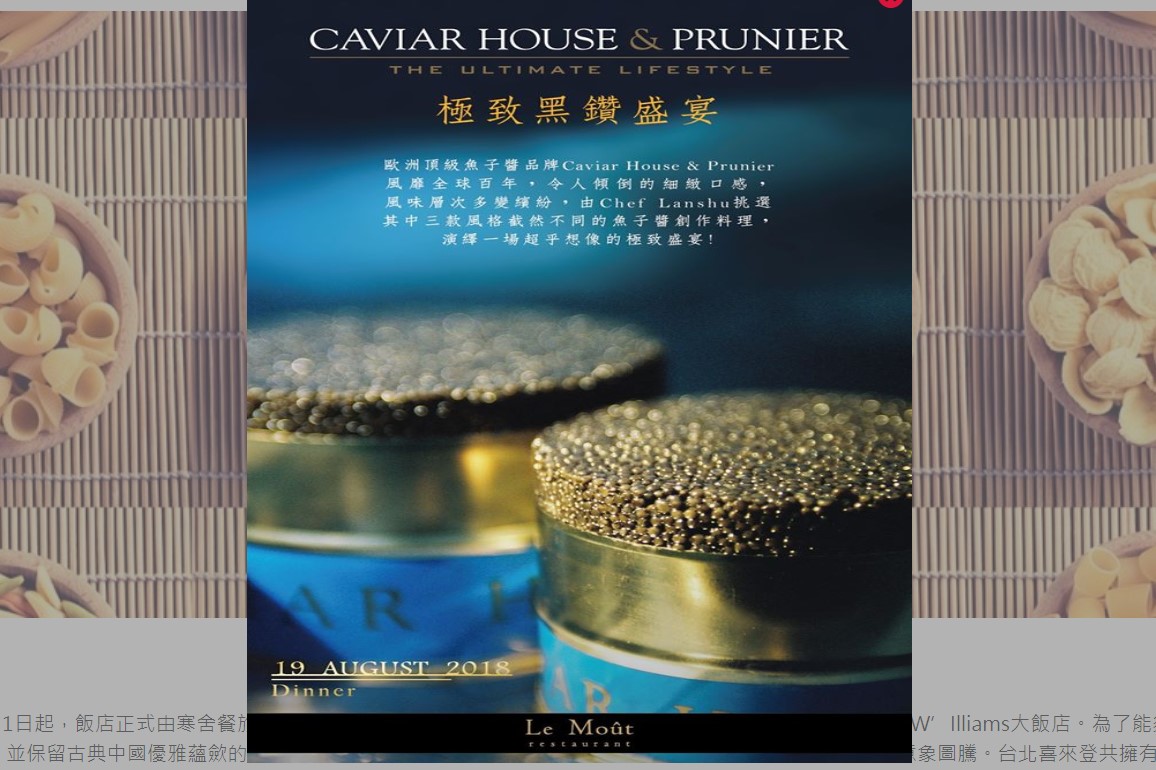 CAVIAR HOUSE & PRUNIER
THE ULTIMATE LIFESTYLE
極致黑鑽盛宴
歐洲頂級魚子醬品牌Caviar House & Prunier
風靡全球百年，令人傾倒的細緻口感，
風味層次多變繽紛，由Chef Lanshu挑選
其中三款風格截然不同的魚子醬創作料理，
演繹一場超乎想像的極致盛宴!
AR H
AR
19 AUGUST 2018
Dinner
Le Moût
restaurant
1日起，飯店正式由寒舍餐旅
W’ Illiams大飯店。為了能
並保留古典中國優雅蘊歛的
意象圖騰。台北喜來登共擁有